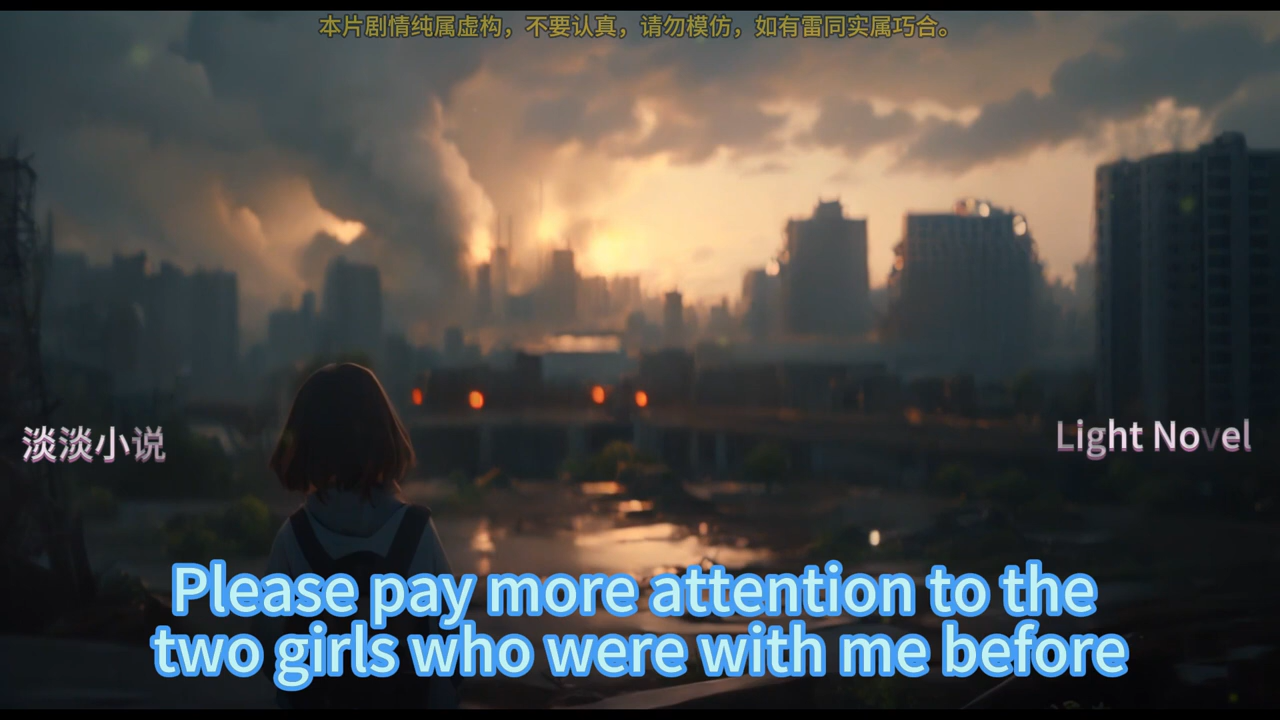 本片剧情纯属虚构，不要认真，请勿模仿，如有雷同实属巧合。
淡淡小说
Light Novel
Please pay more attention to the
two girls who were with me before